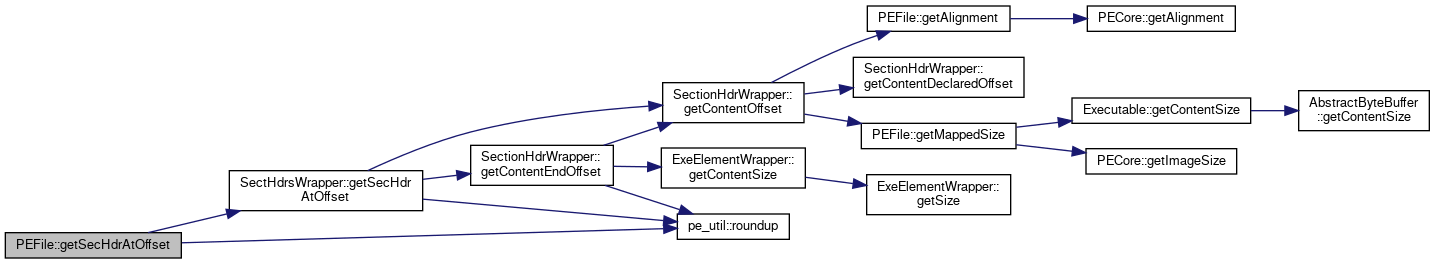 PEFile::getAlignment
PECore::getAlignment
SectionHdrWrapper::
getContentDeclaredOffset
SectionHdrWrapper::
getContentOffset
Executable::getContentSize
AbstractByteBuffer
::getContentSize
PEFile::getMappedSize
PECore::getImageSize
SectionHdrWrapper::
getContentEndOffset
ExeElementWrapper::
getContentSize
ExeElementWrapper::
getSize
SectHdrsWrapper::getSecHdr
AtOffset
pe_util::roundup
PEFile::getSecHdrAtOffset